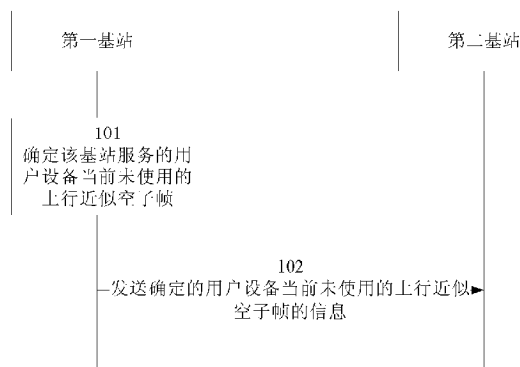 第一基站
第二基站
101
确定该基站服务的用
户设备当前未使用的
上行近似空子帧
102
发送确定的用户设备当前未使用的上行近似
空子帧的信息